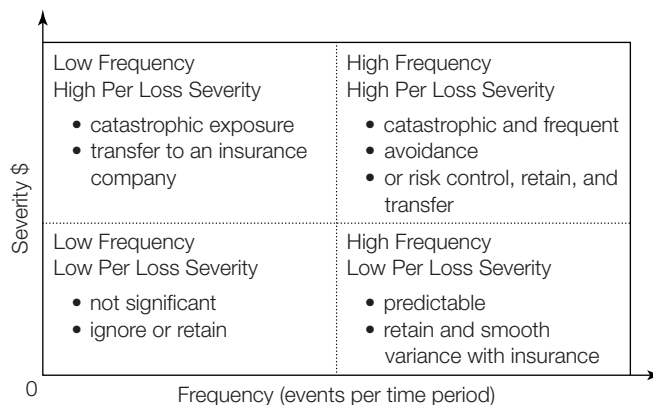 Severity $
Low Frequency
High Per Loss Severity
• catastrophic exposure
• transfer to an insurance
company
High Frequency
High Per Loss Severity
• catastrophic and frequent
• avoidance
• or risk control, retain, and
transfer
Low Frequency
Low Per Loss Severity
• not significant
• ignore or retain
High Frequency
Low Per Loss Severity
• predictable
• retain and smooth
variance with insurance
0
Frequency (events per time period)